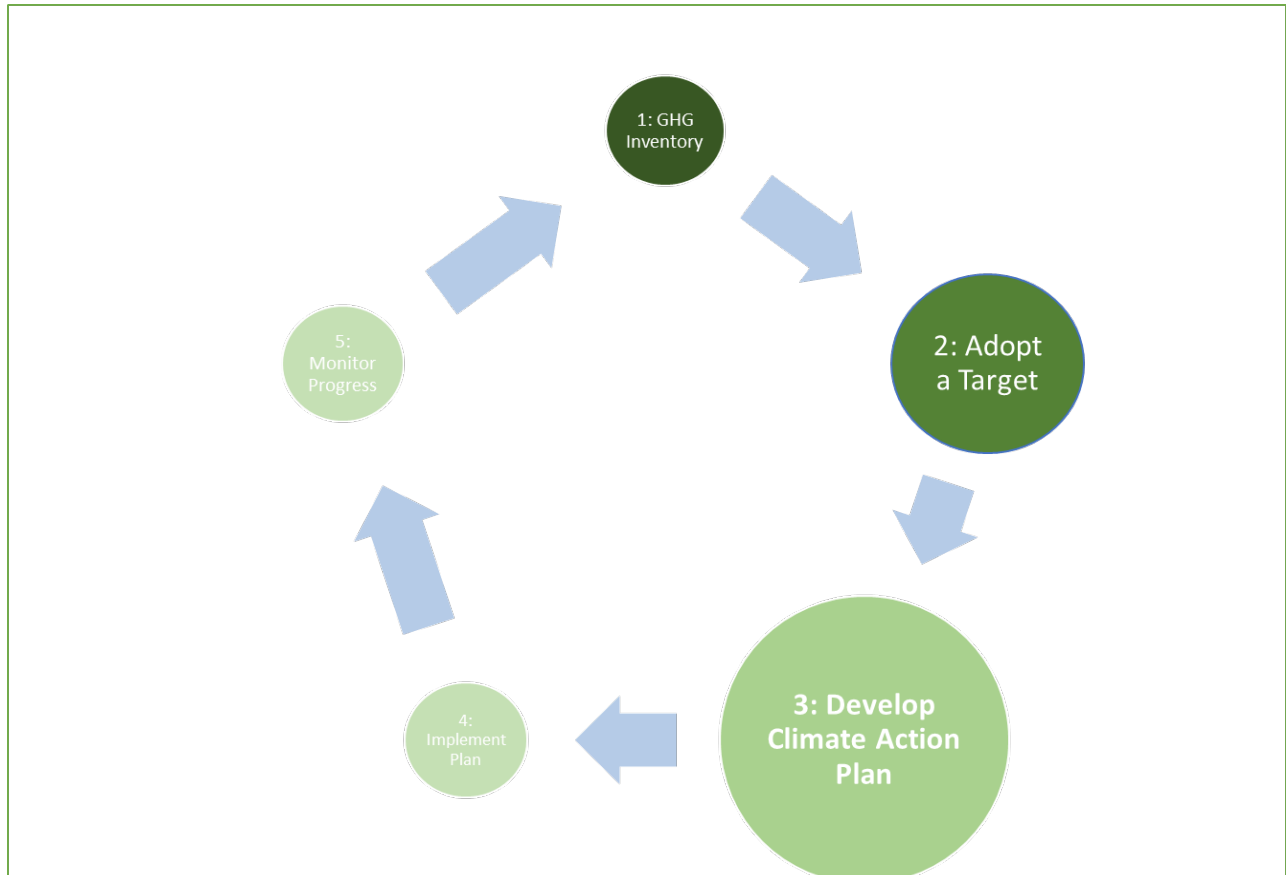 1: GHG
Inventory
2: Adopt
a Target
3: Develop
Climate Action
Plan
4:
Implement
Plan
5:
Monitor
Progress